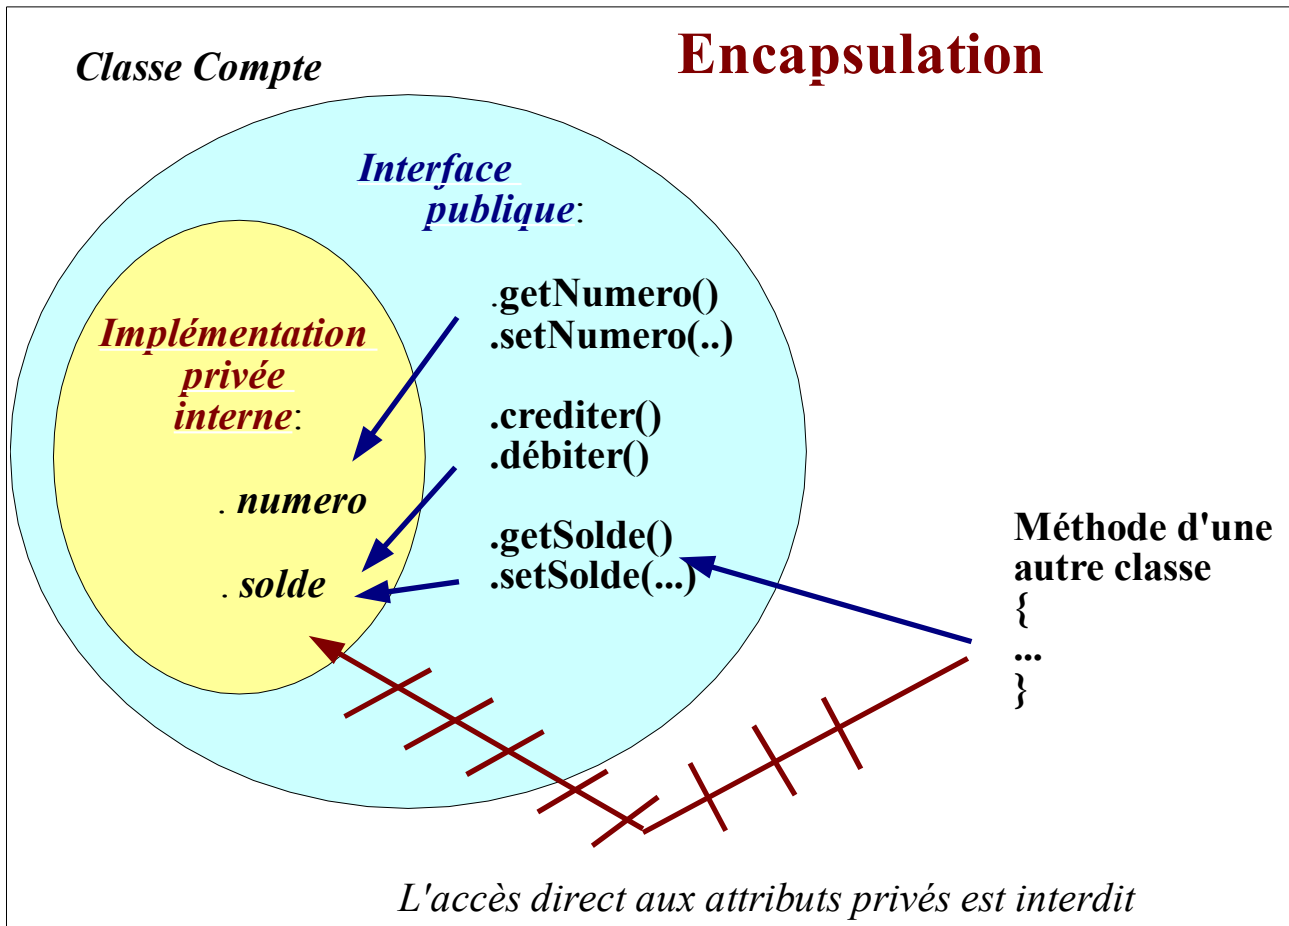 Encapsulation
Classe Compte
Interface
publique:
.getNumero()
.setNumero(..)
Implémentation
privée
interne:
.crediter()
.débiter()
. numero
.getSolde()
.setSolde(...)
. solde
Méthode d'une
autre classe
{
...
}
L'accès direct aux attributs privés est interdit